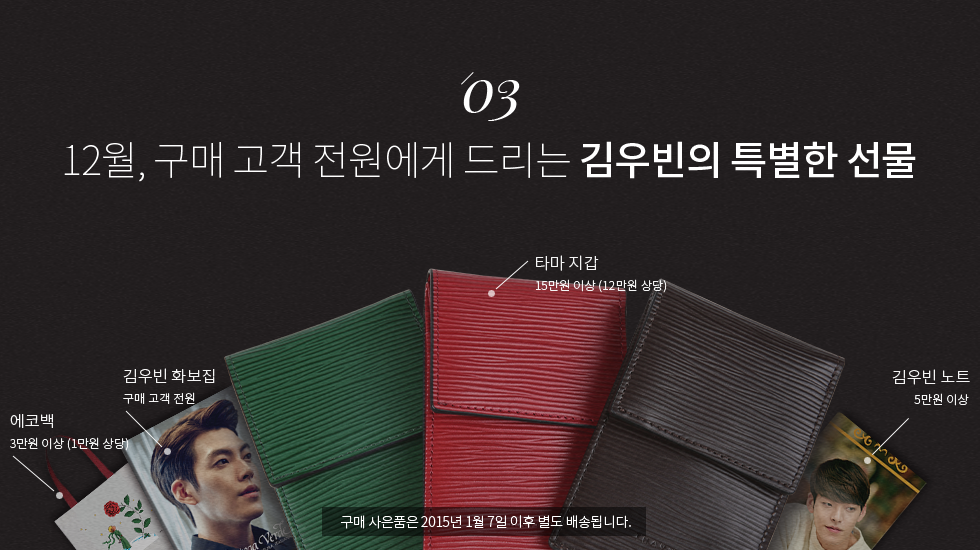 '03
12월, 구매 고객 전원에게 드리는 김우빈의 특별한 선물
타마 지갑
15만원 이상 (12만원 상당)
김우빈 화보집
구매 고객 전원
김우빈 노트
5만원 이상
에코백
3만원 이상 (1만원 상당)
구매 사은품은 2015년 1월 7일 이후 별도 배송됩니다.